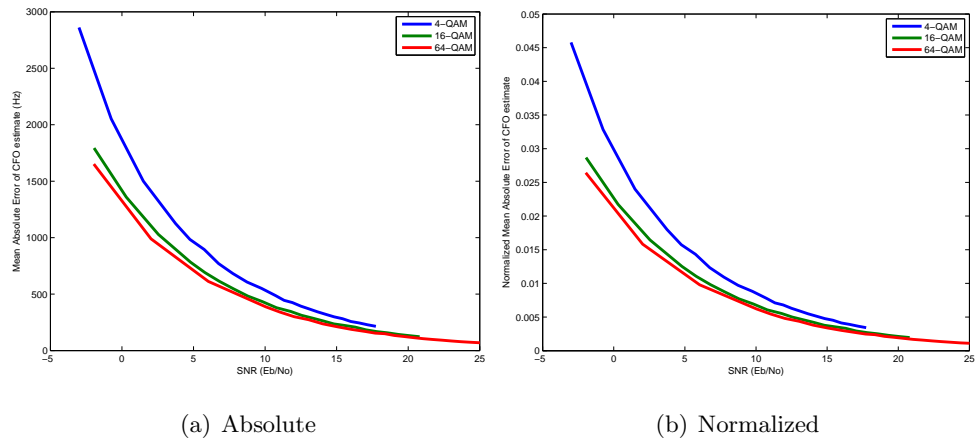 3000
2500
2000
1500
1000
500
0
−5
0
5
10
15
20
25
Mean Absolute Error of CFO estimate (Hz)
SNR (Eb/No)
4−QAM
16−QAM
64−QAM
0.05
0.045
0.04
0.035
0.03
0.025
0.02
0.015
0.01
0.005
0
−5
0
5
10
15
20
25
Normalized Mean Absolute Error of CFO estimate
SNR (Eb/No)
4−QAM
16−QAM
64−QAM
(a) Absolute
(b) Normalized